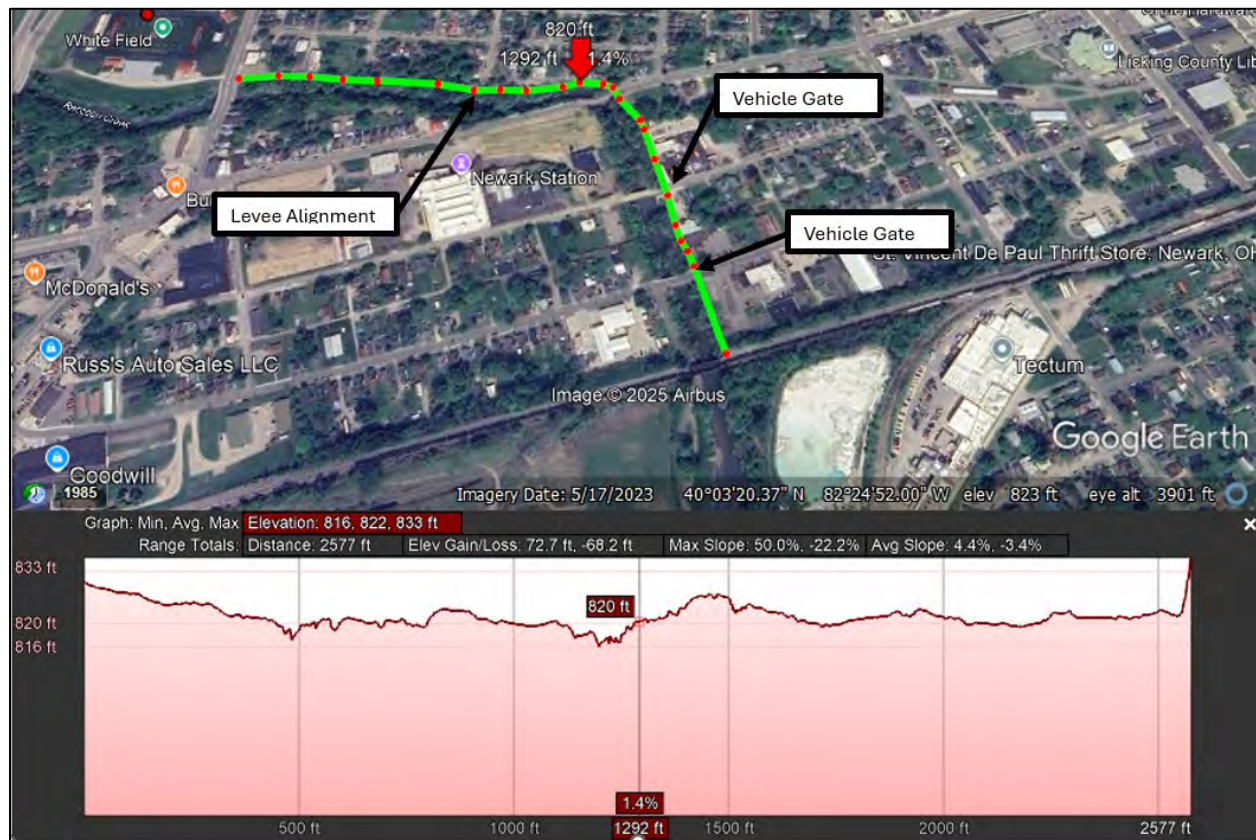 White Field
820 ft
1292 ft 1.4%
Licking County Lib
Vehicle Gate
Raccoon Creek
Newark Station
Bu
Levee Alignment
Vehicle Gate
St. Vincent De Paul Thrift Store: Newark, OH
McDonald's
Russ's Auto Sales LLC
Tectum
Image © 2025 Airbus
Google Earth
Goodwill
1985
Imagery Date: 5/17/2023 40°03'20.37" N 82°24'52.00" W elev 823 ft eye alt 3901 ft
Graph: Min, Avg, Max Elevation: 816, 822, 833 ft
Range Totals: Distance: 2577 ft Elev Gain/Loss: 72.7 ft, -68.2 ft Max Slope: 50.0%, -22.2% Avg Slope: 4.4%, -3.4%
833 ft
820 ft
820 ft
816 ft
1.4%
500 ft 1000 ft 1292 ft 1500 ft 2000 ft 2577 ft